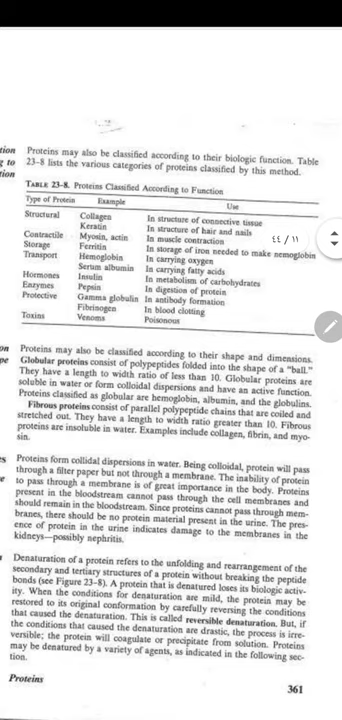 tion Proteins may also be classified according to their biologic function. Table
g to 23-8 lists the various categories of proteins classified by this method.
tion
TABLE 23-8. Proteins Classified According to Function
Type of Protein Example Use
Structural Collagen In structure of connective tissue
Keratin In structure of hair and nails
Contractile Myosin, actin In muscle contraction
Storage Ferritin In storage of iron needed to make hemoglobin
Transport Hemoglobin In carrying oxygen
Serum albumin In carrying fatty acids
Hormones Insulin In metabolism of carbohydrates
Enzymes Pepsin In digestion of protein
Protective Gamma globulin In antibody formation
Fibrinogen In blood clotting
Toxins Venoms Poisonous
٤٤ / ١١
on Proteins may also be classified according to their shape and dimensions.
pe Globular proteins consist of polypeptides folded into the shape of a "ball."
They have a length to width ratio of less than 10. Globular proteins are
soluble in water or form colloidal dispersions and have an active function.
Proteins classified as globular are hemoglobin, albumin, and the globulins.
Fibrous proteins consist of parallel polypeptide chains that are coiled and
stretched out. They have a length to width ratio greater than 10. Fibrous
proteins are insoluble in water. Examples include collagen, fibrin, and myo-
sin.
es Proteins form colloidal dispersions in water. Being colloidal, protein will pass
through a filter paper but not through a membrane. The inability of protein
e to pass through a membrane is of great importance in the body. Proteins
present in the bloodstream cannot pass through the cell membranes and
should remain in the bloodstream. Since proteins cannot pass through mem-
branes, there should be no protein material present in the urine. The pres-
ence of protein in the urine indicates damage to the membranes in the
kidneys—possibly nephritis.
Denaturation of a protein refers to the unfolding and rearrangement of the
secondary and tertiary structures of a protein without breaking the peptide
bonds (see Figure 23-8). A protein that is denatured loses its biologic activ-
ity. When the conditions for denaturation are mild, the protein may be
restored to its original conformation by carefully reversing the conditions
that caused the denaturation. This is called reversible denaturation. But, if
the conditions that caused the denaturation are drastic, the process is irre-
versible; the protein will coagulate or precipitate from solution. Proteins
may be denatured by a variety of agents, as indicated in the following sec-
tion.
Proteins
361